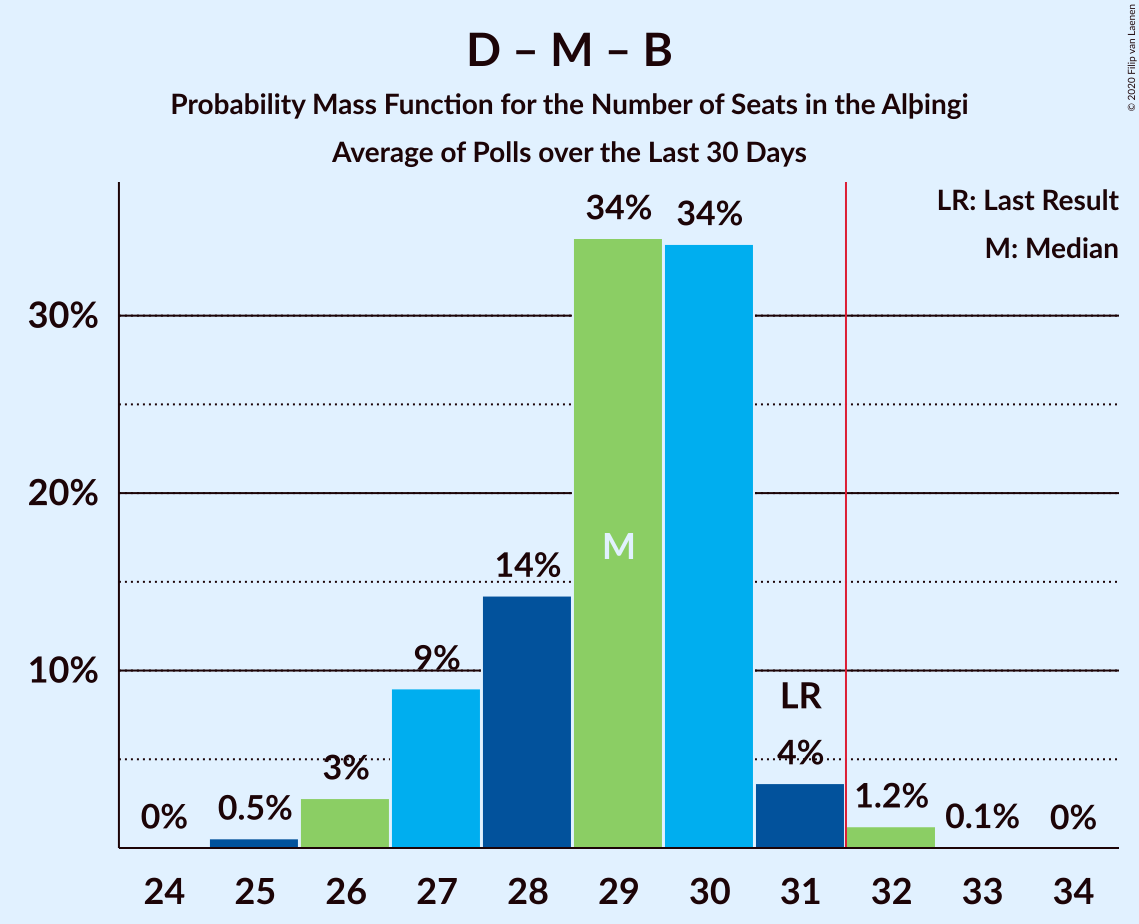 D – M – B
Probability Mass Function for the Number of Seats in the Alþingi
Average of Polls over the Last 30 Days
© 2020 Filip van Laenen
LR: Last Result
M: Median
34%
34%
30%
20%
M
14%
9%
10%
LR
4%
3%
1.2%
0.5%
0%
0.1%
0%
24 25 26 27 28 29 30 31 32 33 34